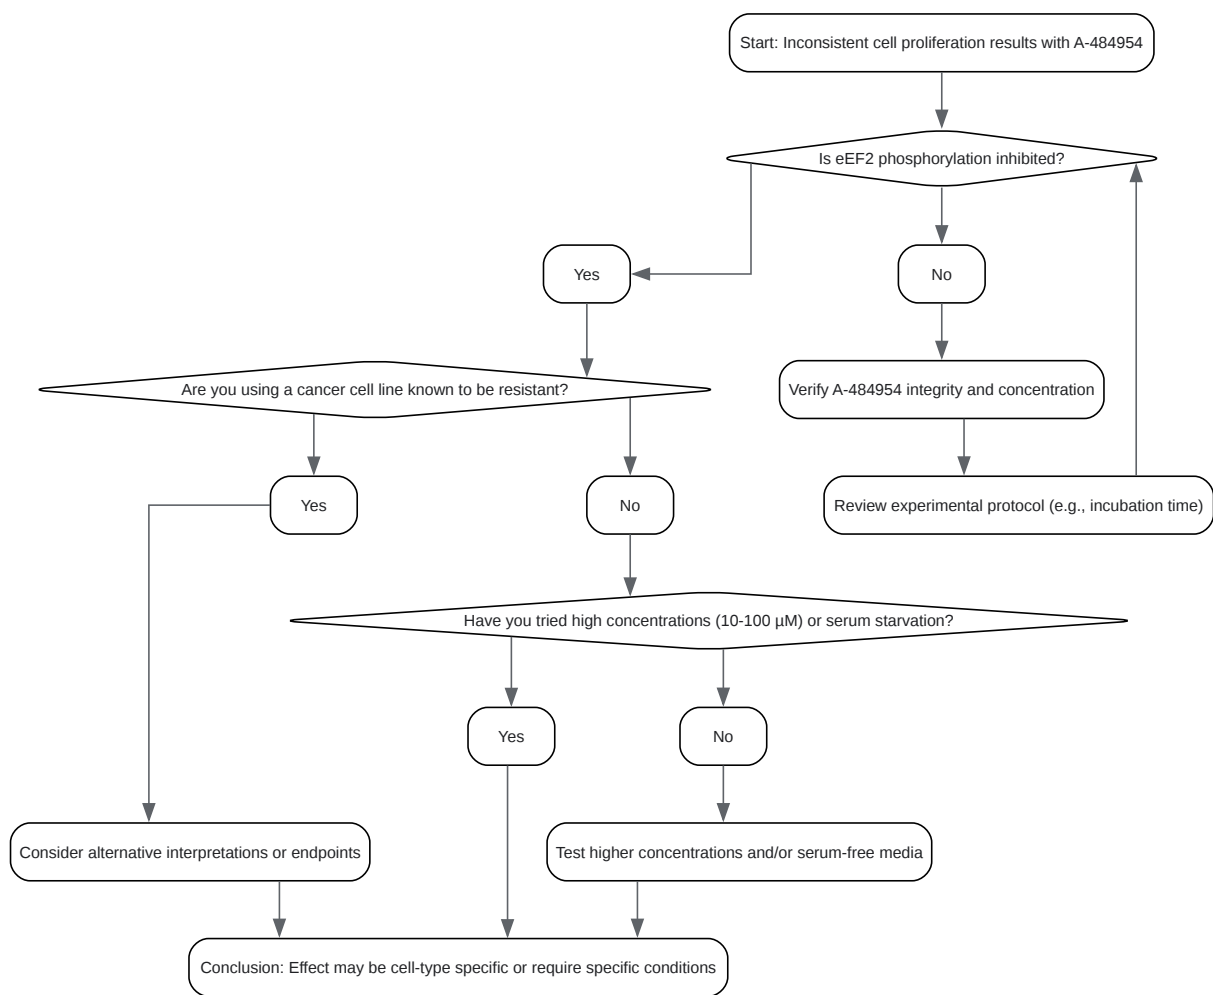 Start: Inconsistent cell proliferation results with A-484954
Is eEF2 phosphorylation inhibited?
Yes
No
Are you using a cancer cell line known to be resistant?
Verify A-484954 integrity and concentration
Yes
No
Review experimental protocol (e.g., incubation time)
Have you tried high concentrations (10-100 µM) or serum starvation?
Yes
No
Consider alternative interpretations or endpoints
Test higher concentrations and/or serum-free media
Conclusion: Effect may be cell-type specific or require specific conditions